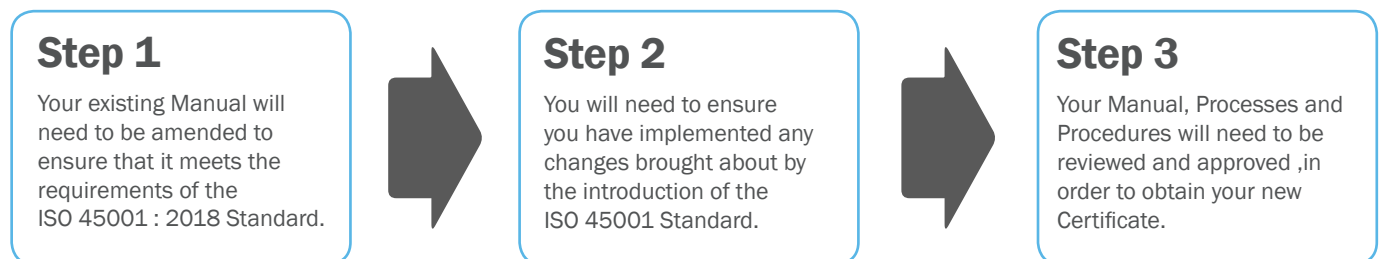 Step 1
Your existing Manual will
need to be amended to
ensure that it meets the
requirements of the
ISO 45001 : 2018 Standard.
Step 2
You will need to ensure
you have implemented any
changes brought about by
the introduction of the
ISO 45001 Standard.
Step 3
Your Manual, Processes and
Procedures will need to be
reviewed and approved ,in
order to obtain your new
Certificate.